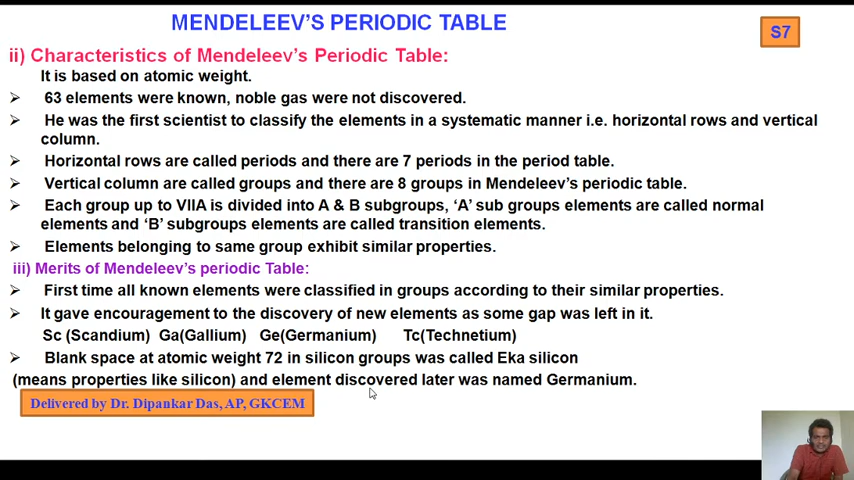 MENDELEEV'S PERIODIC TABLE
S7
ii) Characteristics of Mendeleev's Periodic Table:
It is based on atomic weight.
➢ 63 elements were known, noble gas were not discovered.
➢ He was the first scientist to classify the elements in a systematic manner i.e. horizontal rows and vertical
column.
➢ Horizontal rows are called periods and there are 7 periods in the period table.
➢ Vertical column are called groups and there are 8 groups in Mendeleev's periodic table.
➢ Each group up to VIIA is divided into A & B subgroups, 'A' sub groups elements are called normal
elements and 'B' subgroups elements are called transition elements.
➢ Elements belonging to same group exhibit similar properties.
iii) Merits of Mendeleev's periodic Table:
➢ First time all known elements were classified in groups according to their similar properties.
➢ It gave encouragement to the discovery of new elements as some gap was left in it.
Sc (Scandium) Ga(Gallium) Ge(Germanium) Tc(Technetium)
➢ Blank space at atomic weight 72 in silicon groups was called Eka silicon
(means properties like silicon) and element discovered later was named Germanium.
Delivered by Dr. Dipankar Das, AP, GKCEM